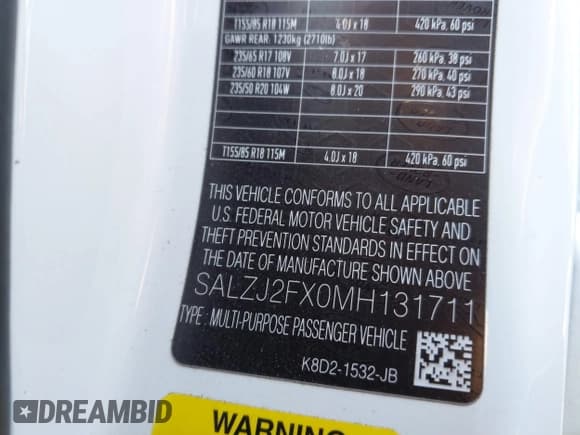 T155/85 R18 115M 4.0J x 18 420 kPa, 60 psi
GAWR REAR: 1230kg (2710lb)
235/65 R17 108V 7.0J x 17 260 kPa, 38 psi
235/60 R18 107V 8.0J x 18 270 kPa, 40 psi
235/50 R20 104W 8.0J x 20 290 kPa, 43 psi
T155/85 R18 115M 4.0J x 18 420 kPa, 60 psi
THIS VEHICLE CONFORMS TO ALL APPLICABLE
U.S. FEDERAL MOTOR VEHICLE SAFETY AND
THEFT PREVENTION STANDARDS IN EFFECT ON
THE DATE OF MANUFACTURE SHOWN ABOVE
SALZJ2FX0MH131711
TYPE : MULTI-PURPOSE PASSENGER VEHICLE
K8D2-1532-JB
WARNING
DREAMBID